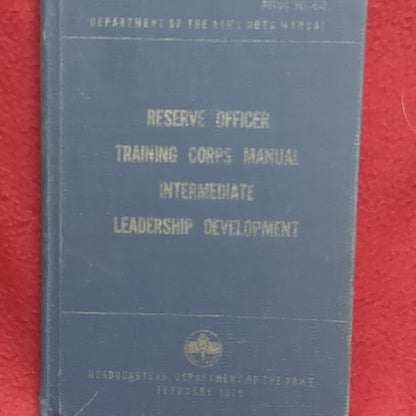 DEPARTMENT OF THE ARMY ROTC MANUAL
RESERVE OFFICER
TRAINING CORPS MANUAL
INTERMEDIATE
LEADERSHIP DEVELOPMENT
HEADQUARTERS, DEPARTMENT OF THE ARMY
FEBRUARY